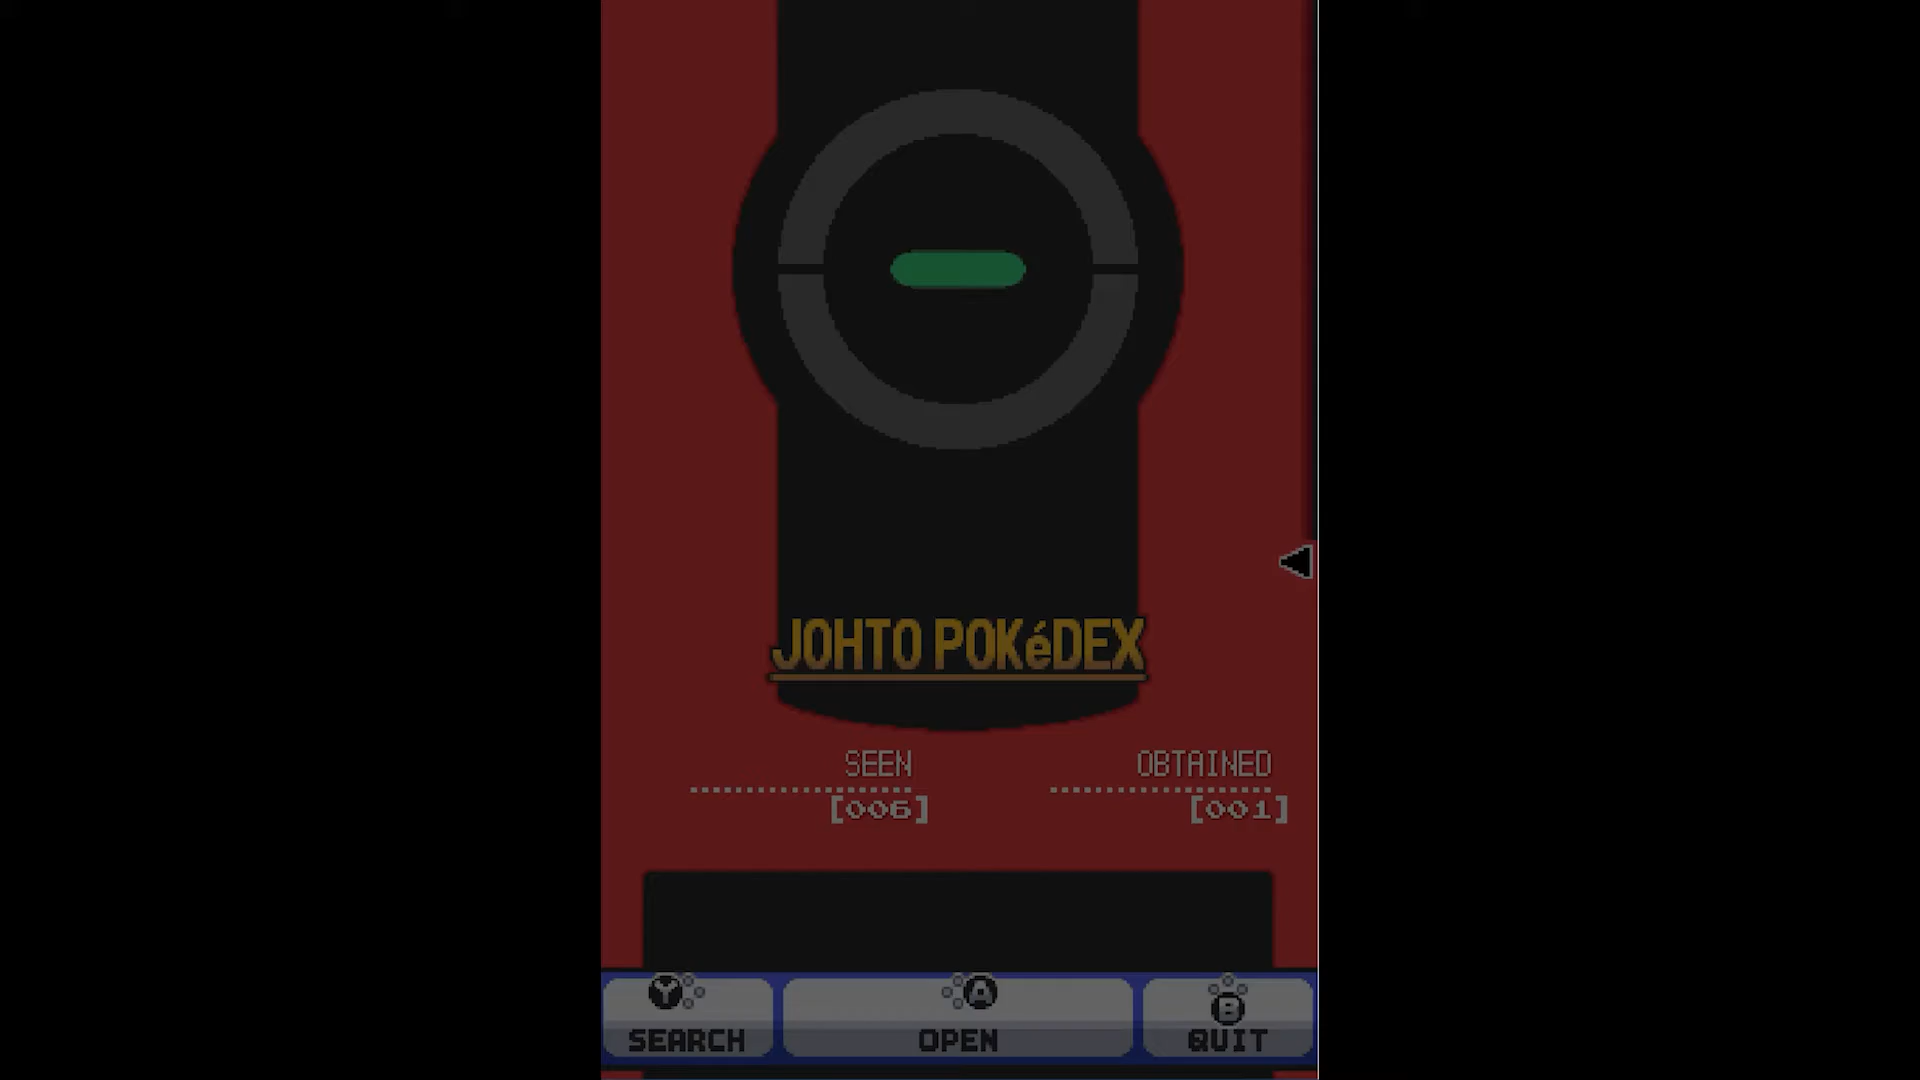 JOHTO POKéDEX
SEEN OBTAINED
[006] [001]
Y A B
SEARCH OPEN QUIT